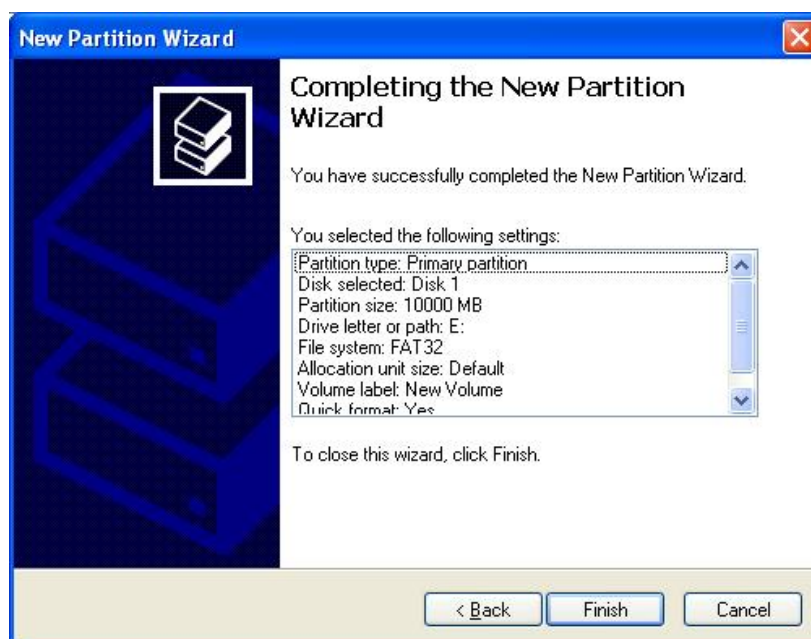 New Partition Wizard
Completing the New Partition
Wizard
You have successfully completed the New Partition Wizard.
You selected the following settings:
Partition type: Primary partition
Disk selected: Disk 1
Partition size: 10000 MB
Drive letter or path: E:
File system: FAT32
Allocation unit size: Default
Volume label: New Volume
Quick format: Yes
To close this wizard, click Finish.
< Back
Finish
Cancel